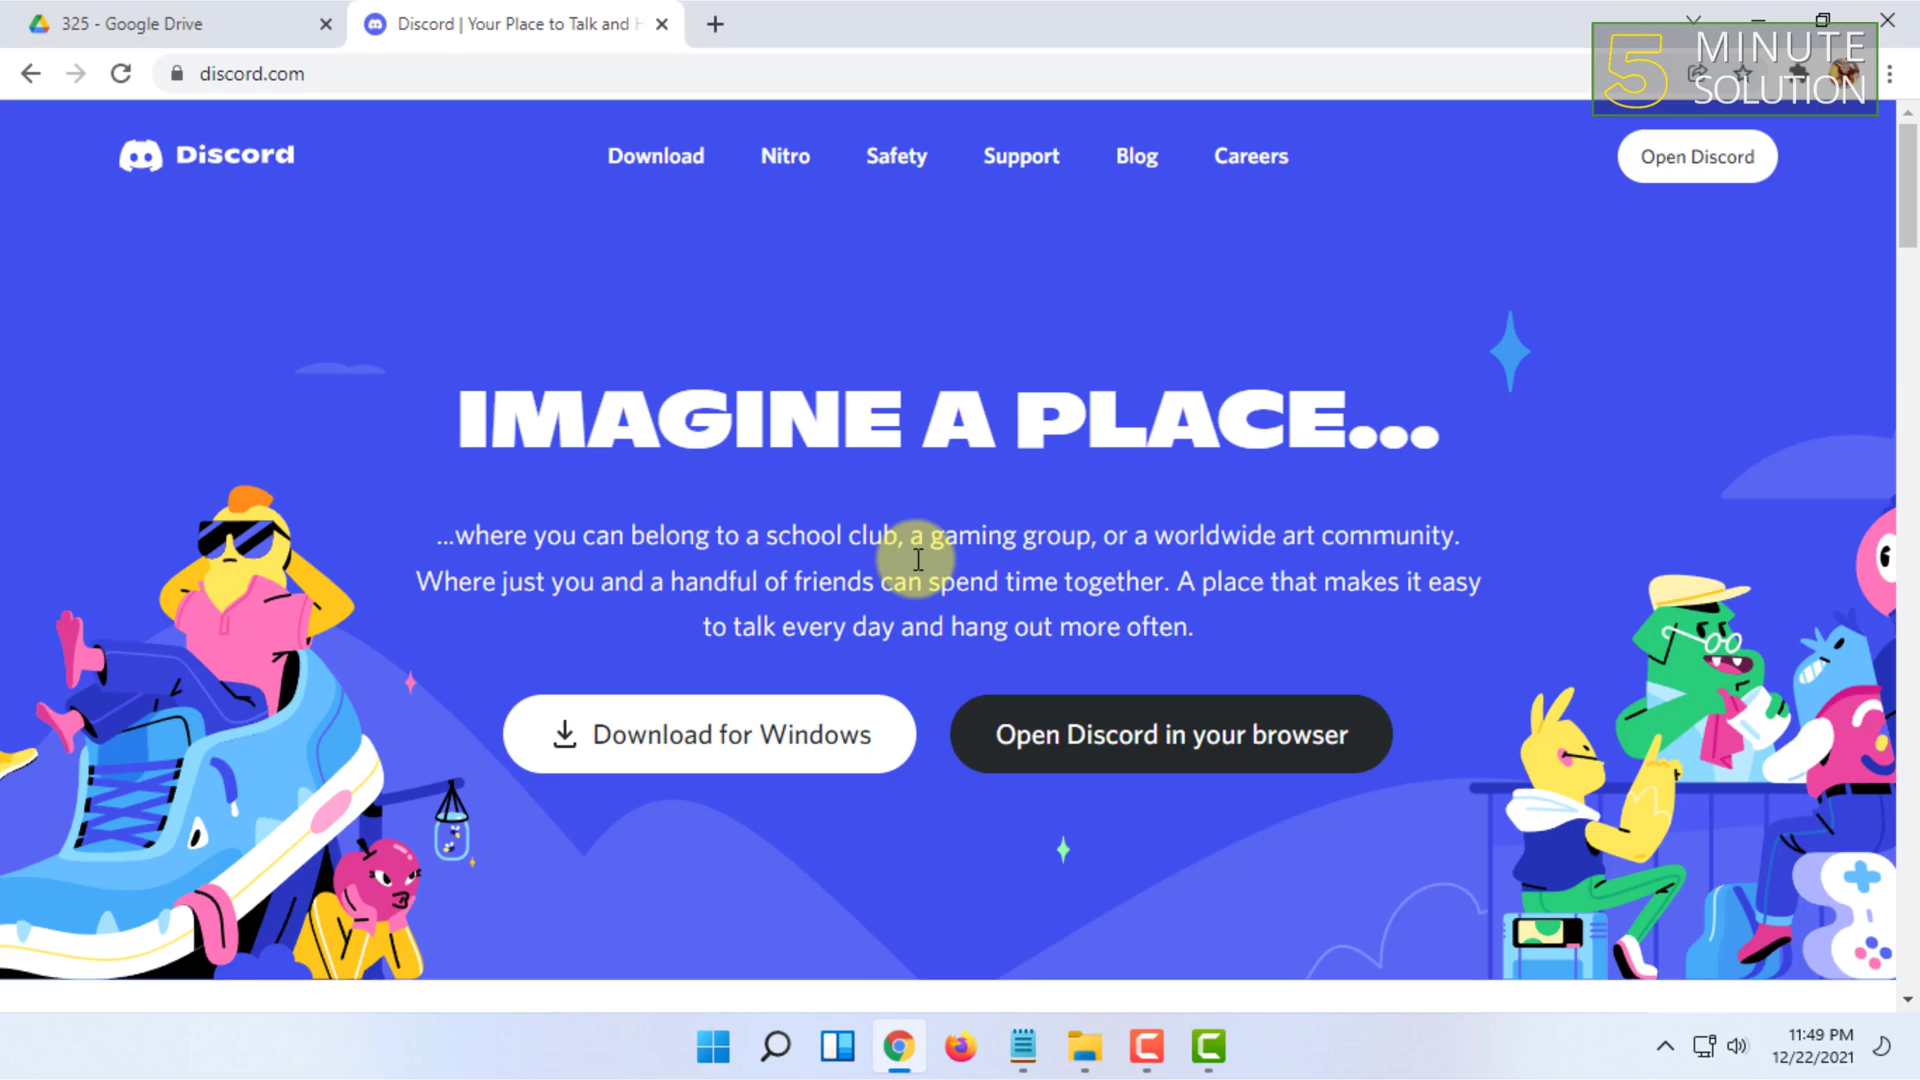 325 - Google Drive
Discord | Your Place to Talk and H
discord.com
5 MINUTE
SOLUTION
Discord
Download
Nitro
Safety
Support
Blog
Careers
Open Discord
IMAGINE A PLACE...
...where you can belong to a school club, a gaming group, or a worldwide art community.
Where just you and a handful of friends can spend time together. A place that makes it easy
to talk every day and hang out more often.
Download for Windows
Open Discord in your browser
11:49 PM
12/22/2021